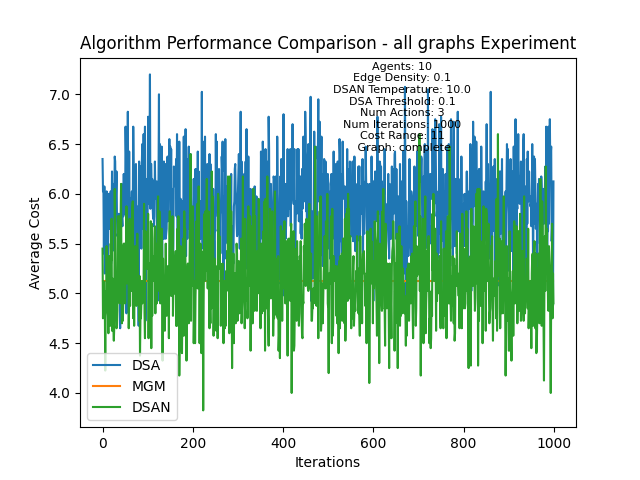 Algorithm Performance Comparison - all graphs Experiment
Agents: 10
Edge Density: 0.1
DSAN Temperature: 10.0
DSA Threshold: 0.1
Num Actions: 3
Num Iterations: 1000
Cost Range: 11
Graph: complete
7.0
6.5
6.0
5.5
5.0
4.5
4.0
Average Cost
DSA
MGM
DSAN
0
200
400
600
800
1000
Iterations